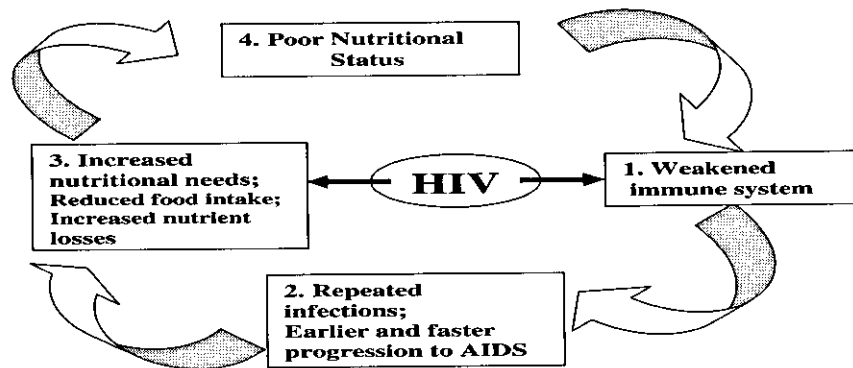 4. Poor Nutritional
Status
3. Increased
nutritional needs;
Reduced food intake;
Increased nutrient
losses
HIV
1. Weakened
immune system
2. Repeated
infections;
Earlier and faster
progression to AIDS